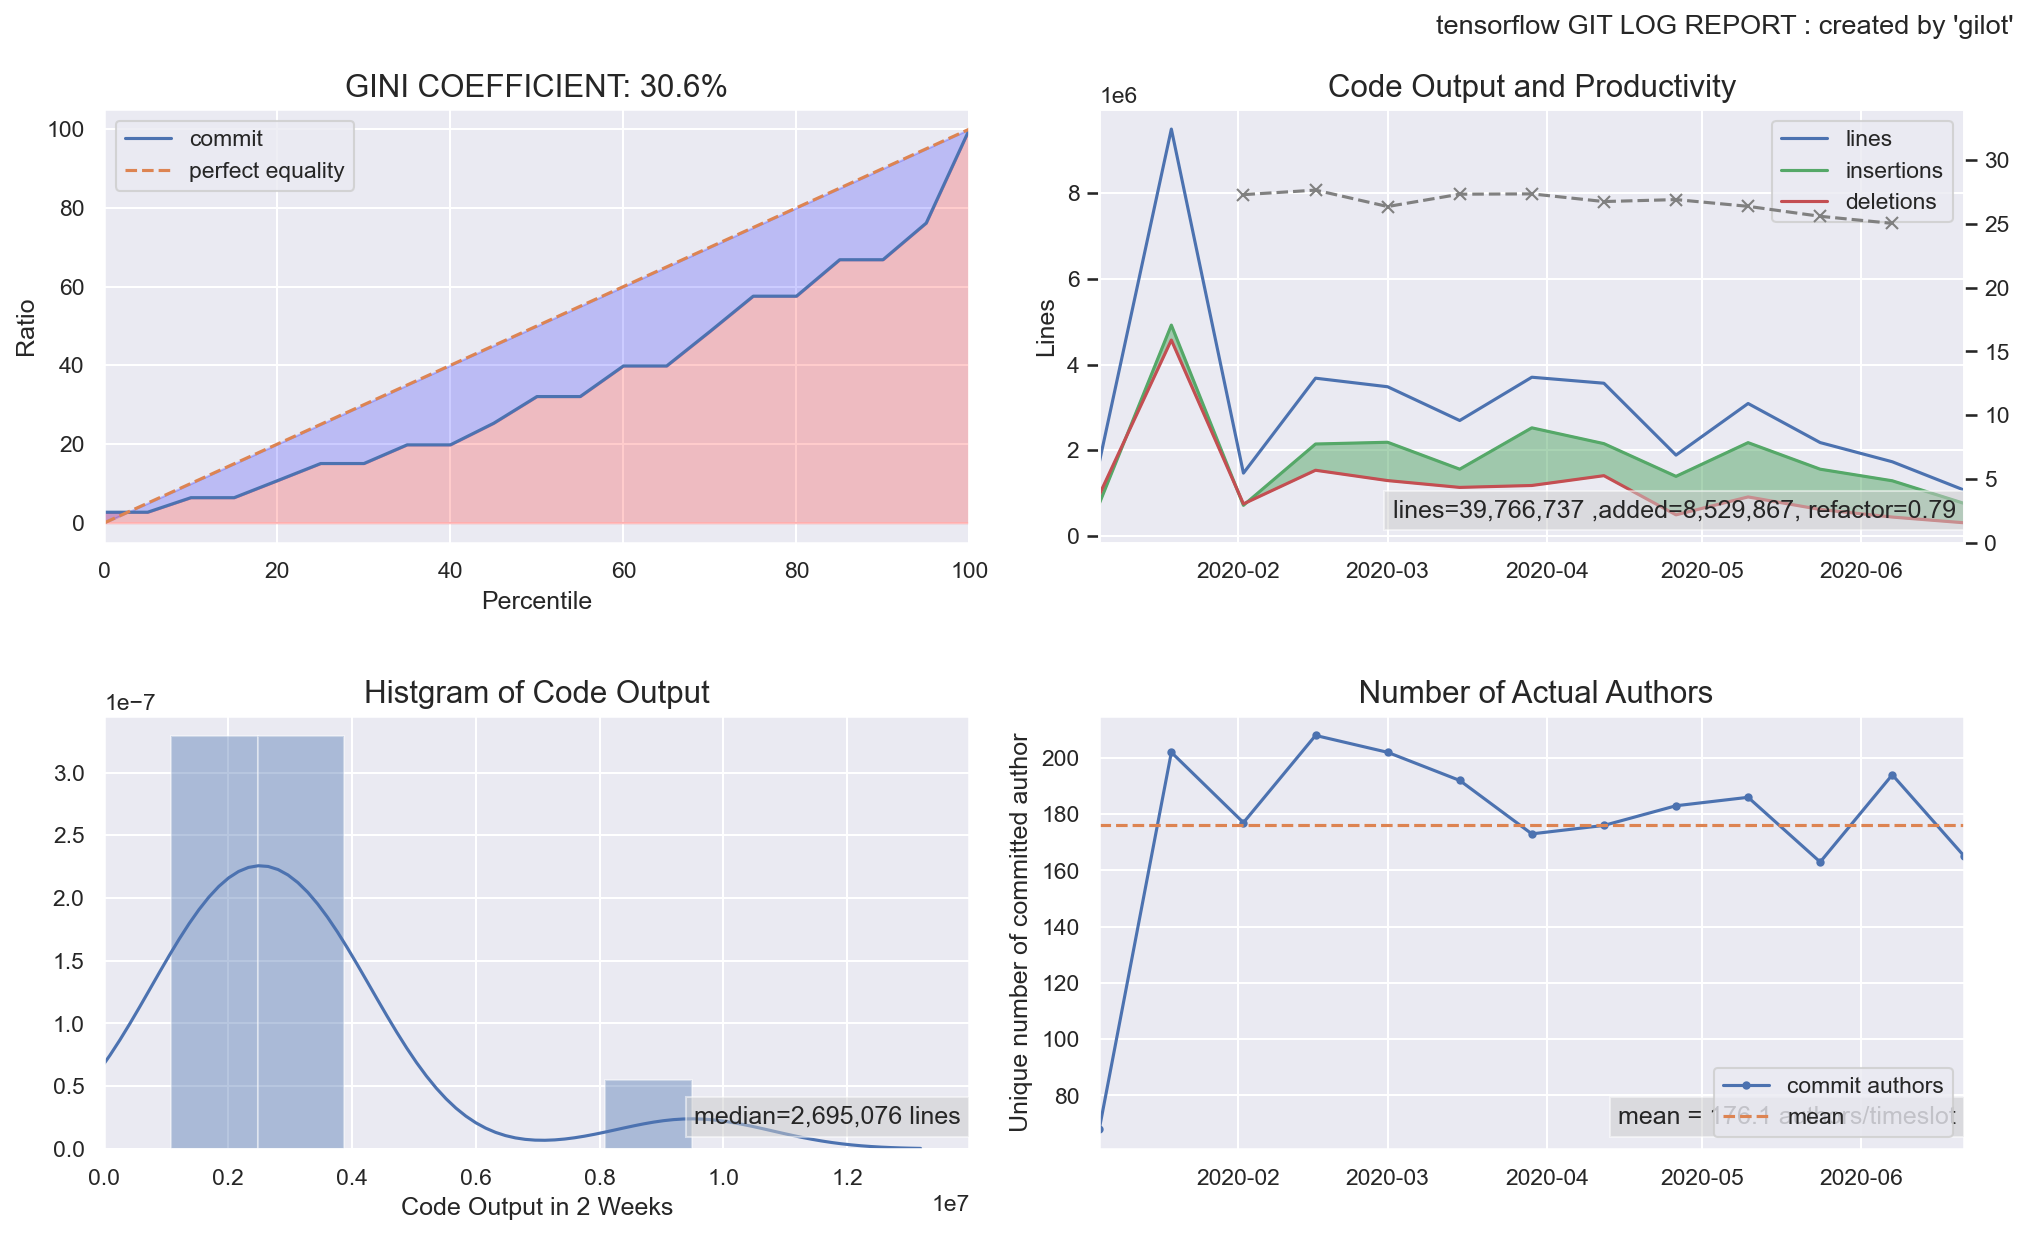 tensorflow GIT LOG REPORT : created by 'gilot'
GINI COEFFICIENT: 30.6%
commit
perfect equality
Ratio
100
80
60
40
20
0
0 20 40 60 80 100
Percentile
Code Output and Productivity
1e6
lines
insertions
deletions
Lines
8
6
4
2
0
30
25
20
15
10
5
0
lines=39,766,737 ,added=8,529,867, refactor=0.79
2020-02 2020-03 2020-04 2020-05 2020-06
Histgram of Code Output
1e−7
3.0
2.5
2.0
1.5
1.0
0.5
0.0
median=2,695,076 lines
0.0 0.2 0.4 0.6 0.8 1.0 1.2
1e7
Code Output in 2 Weeks
Number of Actual Authors
Unique number of committed author
200
180
160
140
120
100
80
commit authors
mean
mean = 176.1 authors/timeslot
2020-02 2020-03 2020-04 2020-05 2020-06